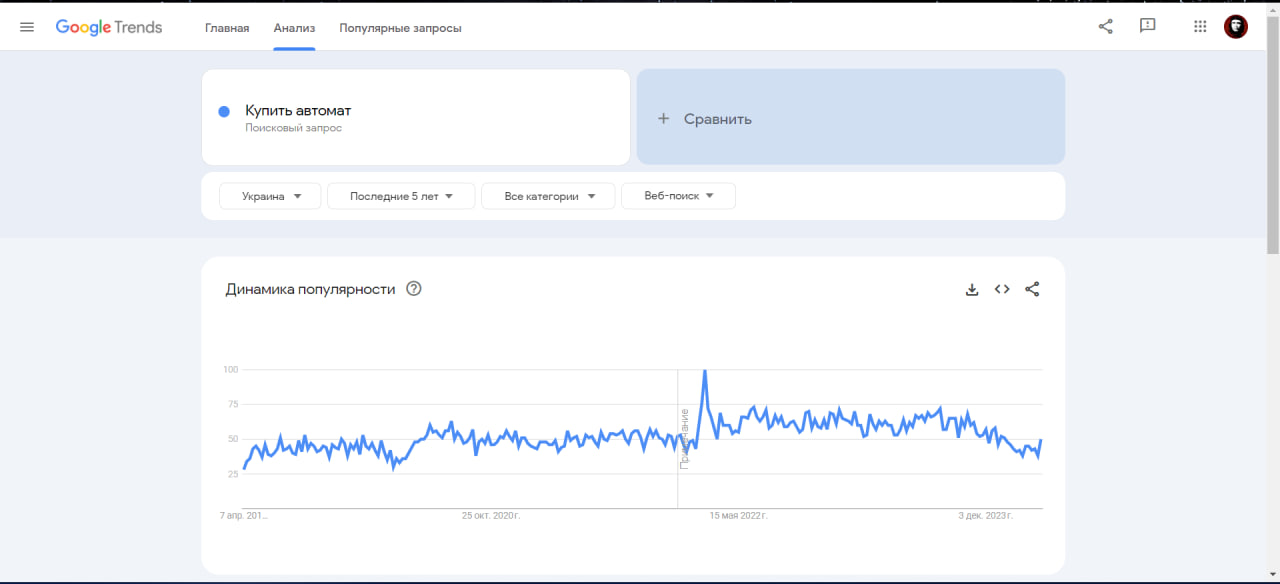 Google Trends
Главная Анализ Популярные запросы
Купить автомат
Поисковый запрос
+ Сравнить
Украина Последние 5 лет Все категории Веб-поиск
Динамика популярности
100
75
50
25
Примечание
7 апр. 201…
25 окт. 2020 г.
15 мая 2022 г.
3 дек. 2023 г.